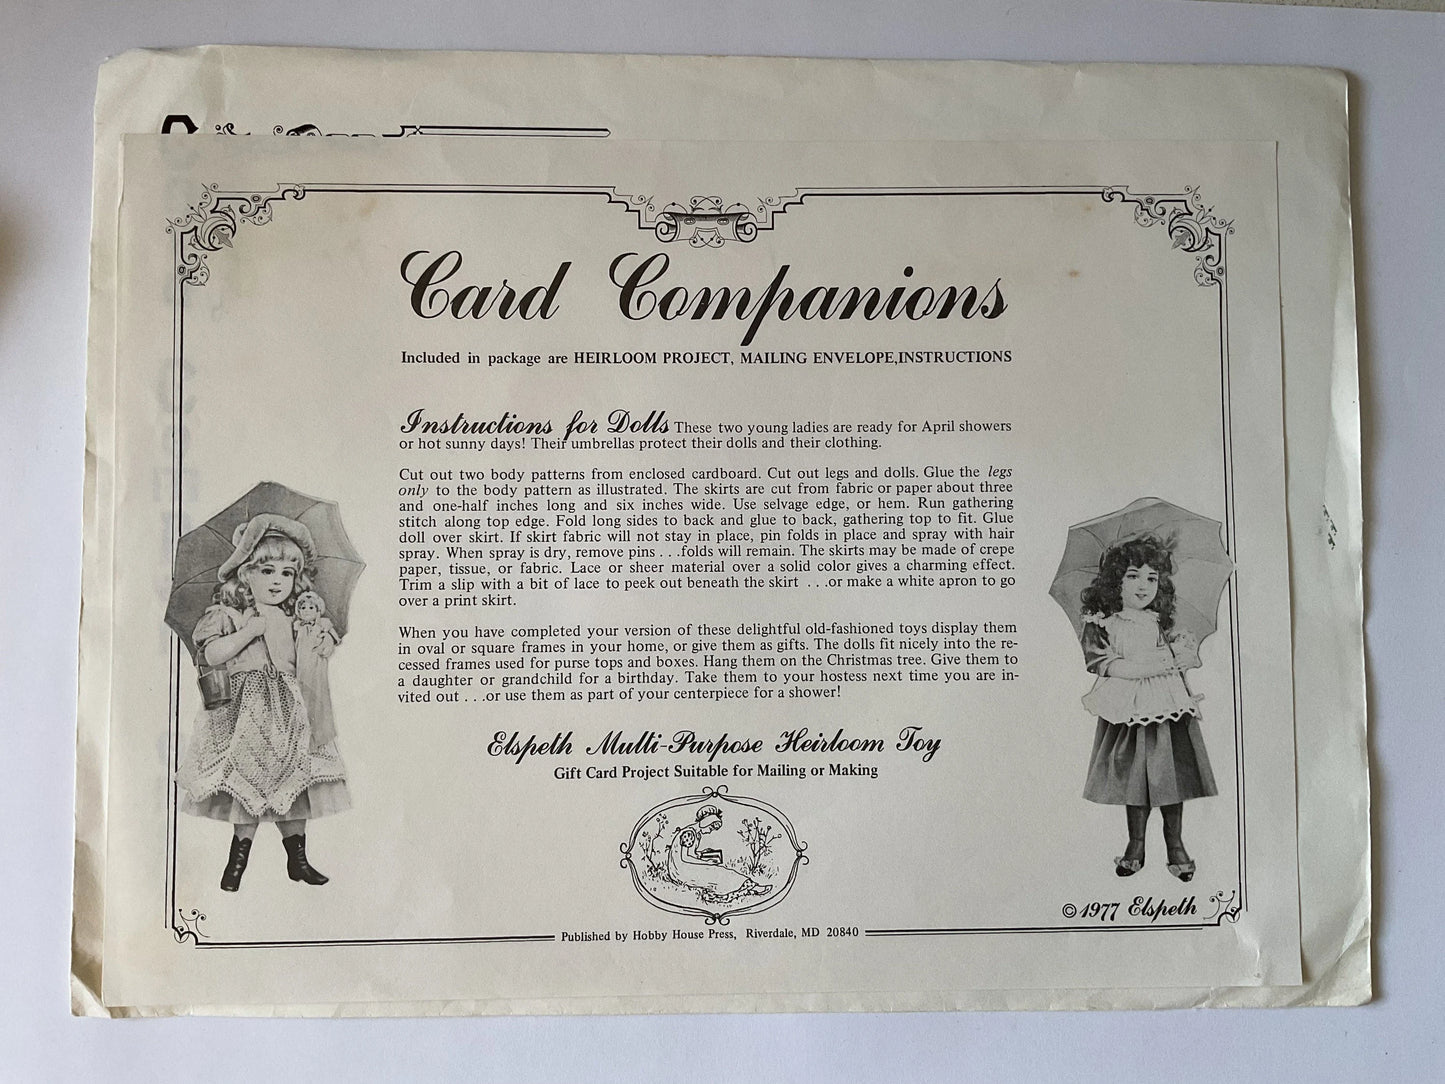 Card Companions
Included in package are HEIRLOOM PROJECT, MAILING ENVELOPE,INSTRUCTIONS
Instructions for Dolls These two young ladies are ready for April showers
or hot sunny days! Their umbrellas protect their dolls and their clothing.
Cut out two body patterns from enclosed cardboard. Cut out legs and dolls. Glue the legs
only to the body pattern as illustrated. The skirts are cut from fabric or paper about three
and one-half inches long and six inches wide. Use selvage edge, or hem. Run gathering
stitch along top edge. Fold long sides to back and glue to back, gathering top to fit. Glue
doll over skirt. If skirt fabric will not stay in place, pin folds in place and spray with hair
spray. When spray is dry, remove pins . . .folds will remain. The skirts may be made of crepe
paper, tissue, or fabric. Lace or sheer material over a solid color gives a charming effect.
Trim a slip with a bit of lace to peek out beneath the skirt . . .or make a white apron to go
over a print skirt.
When you have completed your version of these delightful old-fashioned toys display them
in oval or square frames in your home, or give them as gifts. The dolls fit nicely into the re-
cessed frames used for purse tops and boxes. Hang them on the Christmas tree. Give them to
a daughter or grandchild for a birthday. Take them to your hostess next time you are in-
vited out . . .or use them as part of your centerpiece for a shower!
Elspeth Multi-Purpose Heirloom Toy
Gift Card Project Suitable for Mailing or Making
© 1977 Elspeth
Published by Hobby House Press, Riverdale, MD 20840